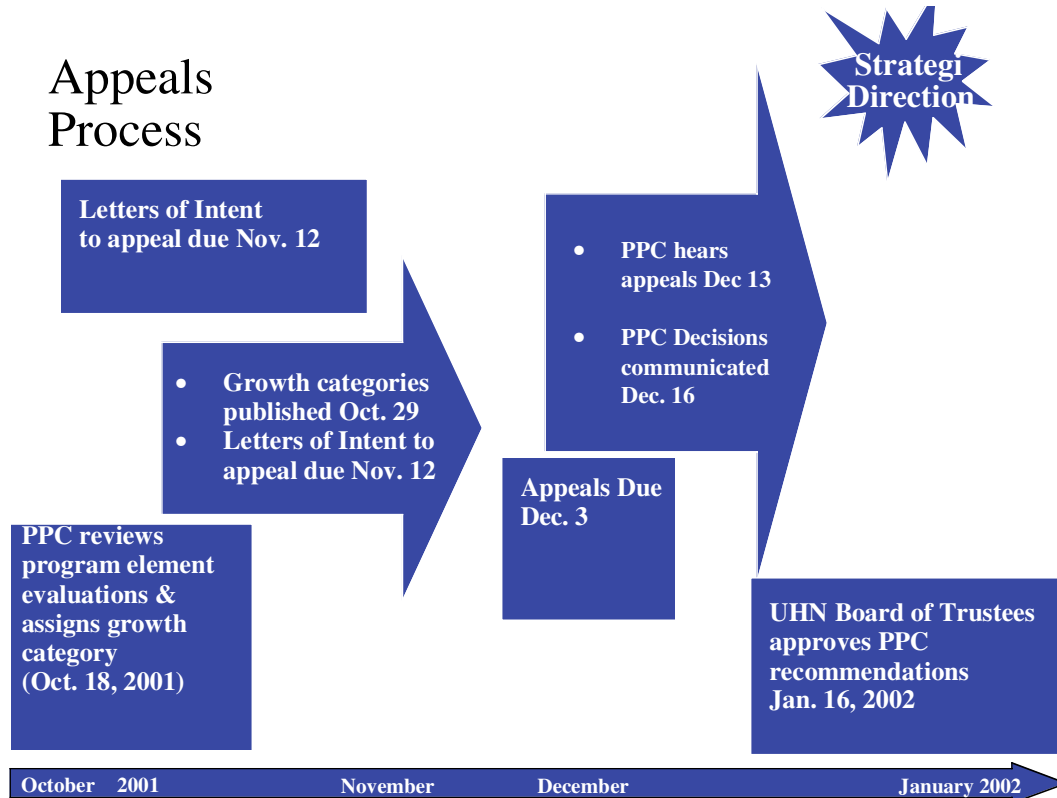 Appeals
Process
Strategi
Direction
Letters of Intent
to appeal due Nov. 12
• Growth categories
published Oct. 29
• Letters of Intent to
appeal due Nov. 12
• PPC hears
appeals Dec 13
• PPC Decisions
communicated
Dec. 16
PPC reviews
program element
evaluations &
assigns growth
category
(Oct. 18, 2001)
Appeals Due
Dec. 3
UHN Board of Trustees
approves PPC
recommendations
Jan. 16, 2002
October 2001 November December January 2002